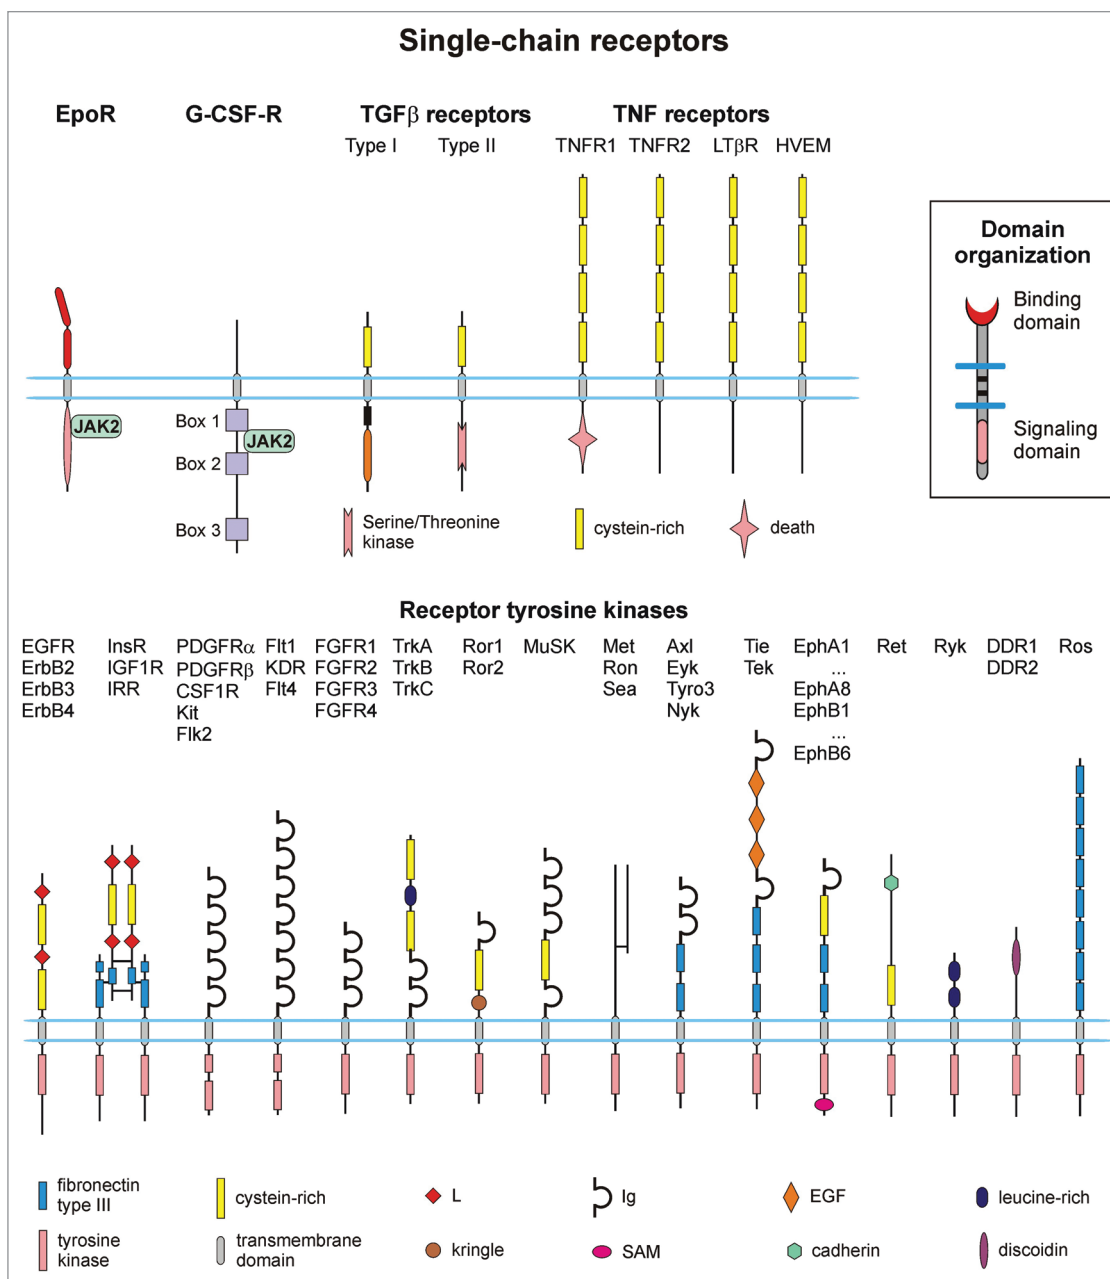 Single-chain receptors
EpoR
G-CSF-R
TGFβ receptors
TNF receptors
Type I
Type II
TNFR1
TNFR2
LTβR
HVEM
Domain
organization
Binding
domain
Signaling
domain
JAK2
Box 1
JAK2
Box 2
Box 3
Serine/Threonine
kinase
cystein-rich
death
Receptor tyrosine kinases
EGFR
ErbB2
ErbB3
ErbB4
InsR
IGF1R
IRR
PDGFRα
PDGFRβ
CSF1R
Kit
Flk2
Flt1
KDR
Flt4
FGFR1
FGFR2
FGFR3
FGFR4
TrkA
TrkB
TrkC
Ror1
Ror2
MuSK
Met
Ron
Sea
Axl
Eyk
Tyro3
Nyk
Tie
Tek
EphA1
...
EphA8
EphB1
...
EphB6
Ret
Ryk
DDR1
DDR2
Ros
fibronectin
type III
cystein-rich
L
Ig
EGF
leucine-rich
tyrosine
kinase
transmembrane
domain
kringle
SAM
cadherin
discoidin